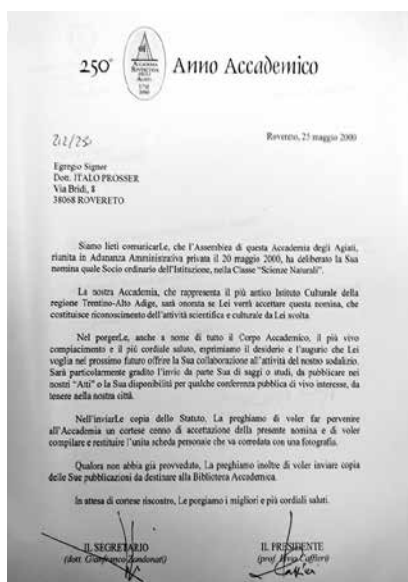 250° Anno Accademico
ACCADEMIA
ROVERETANA
DEGLI
AGIATI
212/250
Rovereto, 25 maggio 2000
Egregio Signor
Dott. ITALO PROSSER
Via Bridi, 8
38068 ROVERETO
Siamo lieti comunicarLe, che l'Assemblea di questa Accademia degli Agiati,
riunita in Adunanza Amministrativa privata il 20 maggio 2000, ha deliberato la Sua
nomina quale Socio ordinario dell'Istituzione, nella Classe "Scienze Naturali".
La nostra Accademia, che rappresenta il più antico Istituto Culturale della
regione Trentino-Alto Adige, sarà onorata se Lei vorrà accettare questa nomina, che
costituisce riconoscimento dell'attività scientifica e culturale da Lei svolta.
Nel porgerLe, anche a nome di tutto il Corpo Accademico, il più vivo
compiacimento e il più cordiale saluto, esprimiamo il desiderio e l'augurio che Lei
voglia nel prossimo futuro offrire la Sua collaborazione all'attività del nostro sodalizio.
Sarà particolarmente gradito l'invio da parte Sua di saggi o studi, da pubblicare nei
nostri "Atti" o la Sua disponibilità per qualche conferenza pubblica di vivo interesse, da
tenere nella nostra città.
Nell'inviarLe copia dello Statuto, La preghiamo di voler far pervenire
all'Accademia un cortese cenno di accettazione della presente nomina e di voler
compilare e restituire l'unita scheda personale che va corredata con una fotografia.
Qualora non abbia già provveduto, La preghiamo inoltre di voler inviare copia
delle Sue pubblicazioni da destinare alla Biblioteca Accademica.
In attesa di cortese riscontro, Le porgiamo i migliori e più cordiali saluti.
IL SEGRETARIO
(dott. Gianfranco Zandonati)
IL PRESIDENTE
(prof. Livio Caffieri)